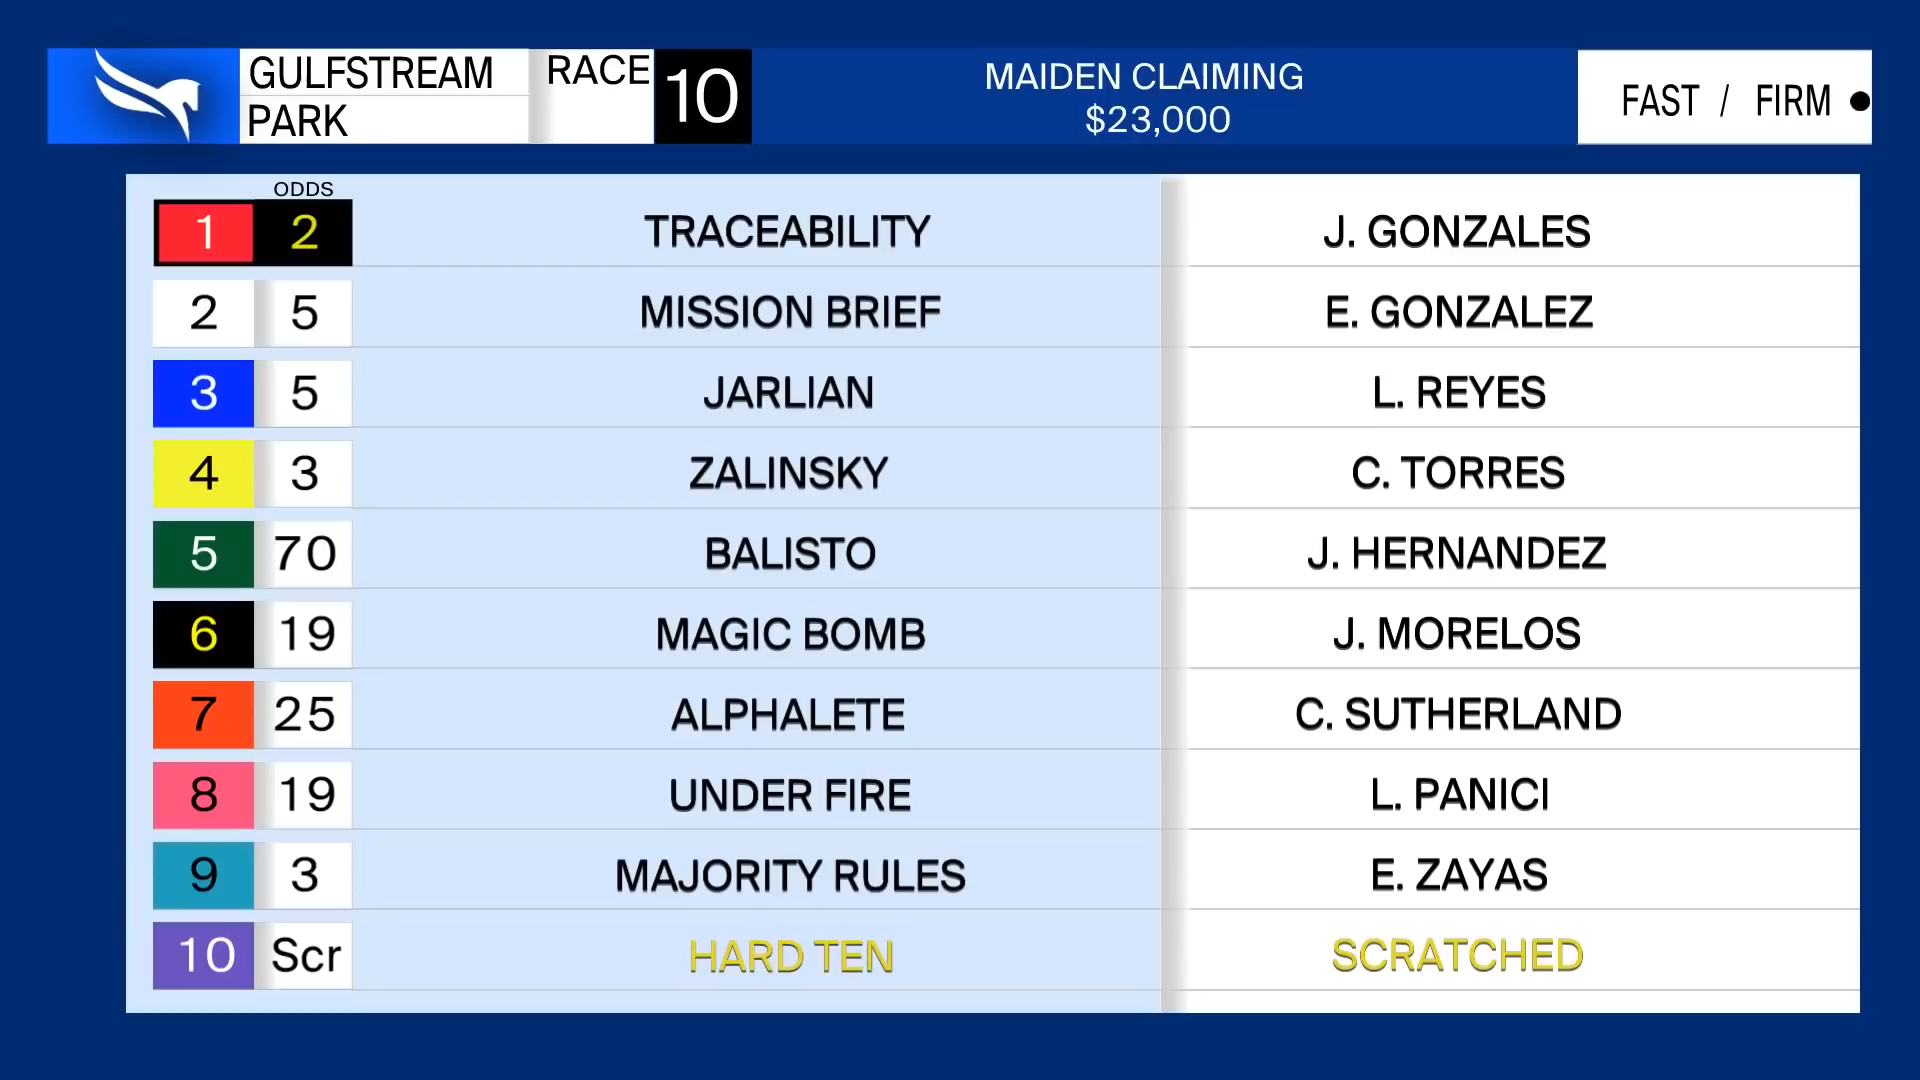 GULFSTREAM
PARK
RACE
10
MAIDEN CLAIMING
$23,000
FAST / FIRM
ODDS
1 2 TRACEABILITY J. GONZALES
2 5 MISSION BRIEF E. GONZALEZ
3 5 JARLIAN L. REYES
4 3 ZALINSKY C. TORRES
5 70 BALISTO J. HERNANDEZ
6 19 MAGIC BOMB J. MORELOS
7 25 ALPHALETE C. SUTHERLAND
8 19 UNDER FIRE L. PANICI
9 3 MAJORITY RULES E. ZAYAS
10 Scr HARD TEN SCRATCHED